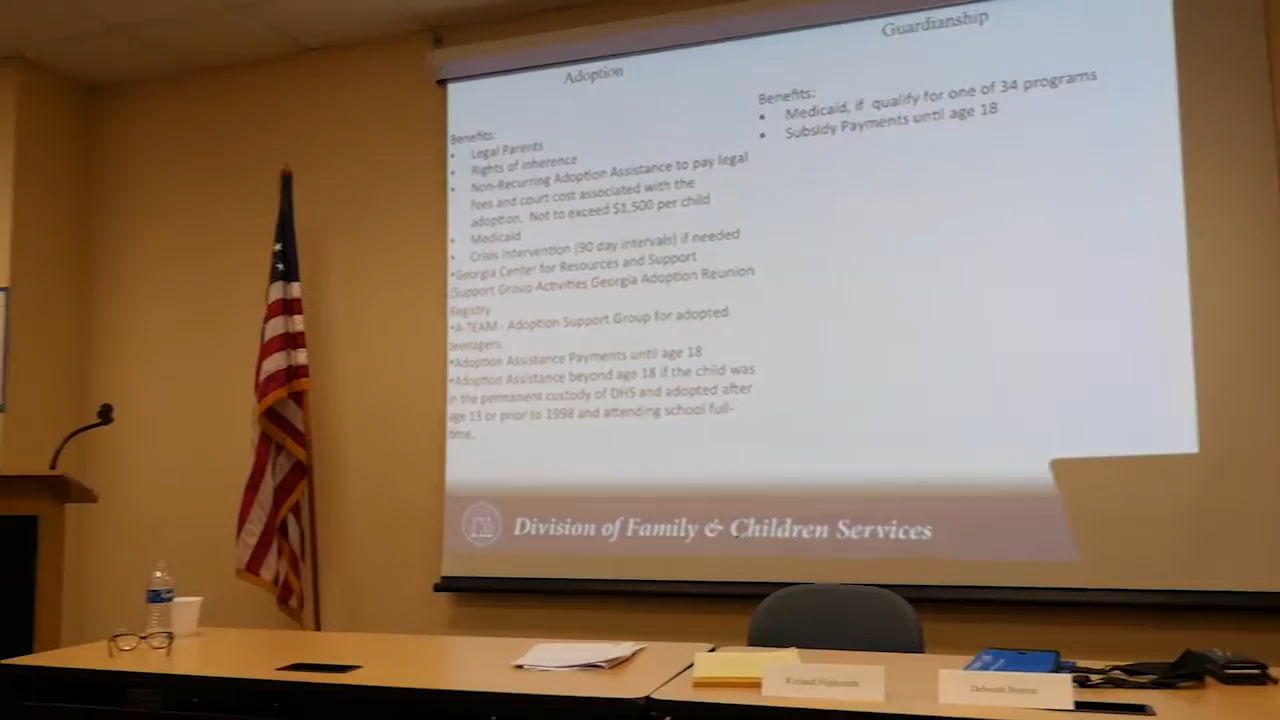 Adoption
Benefits:
• Legal Parents
• Rights of inherence
• Non-Recurring Adoption Assistance to pay legal
fees and court cost associated with the
adoption. Not to exceed $1,500 per child
• Medicaid
• Crisis Intervention (90 day intervals) if needed
•Georgia Center for Resources and Support
(Support Group Activities Georgia Adoption Reunion
Registry
•A-TEAM - Adoption Support Group for adopted
teenagers
•Adoption Assistance Payments until age 18
•Adoption Assistance beyond age 18 if the child was
in the permanent custody of DHS and adopted after
age 13 or prior to 1998 and attending school full-
time.
Guardianship
Benefits:
• Medicaid, if qualify for one of 34 programs
• Subsidy Payments until age 18
Division of Family & Children Services
Deborah